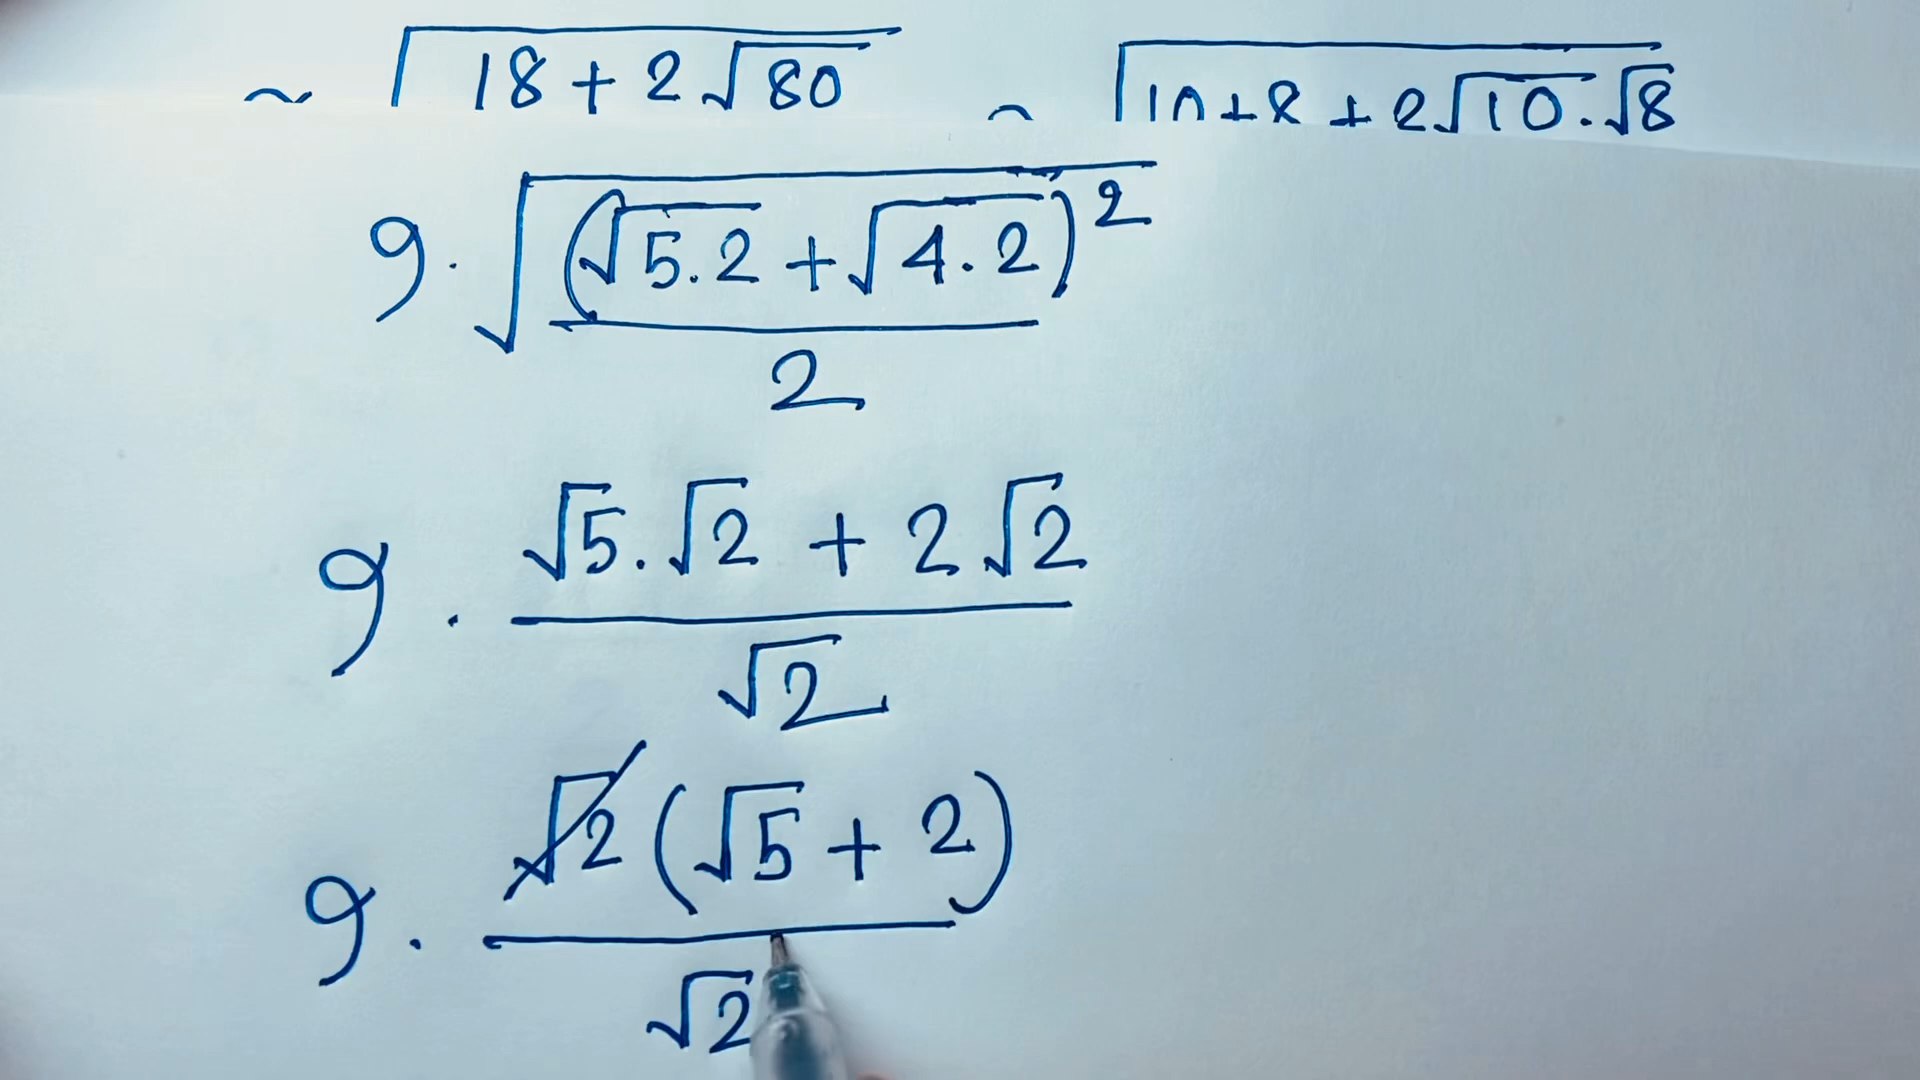 ~ √(18 + 2√80) ~ √(10 + 8 + 2√10 . √8
9 . √((√5.2 + √4.2)² / 2)
9 . (√5 . √2 + 2√2) / √2
9 . √2 (√5 + 2) / √2